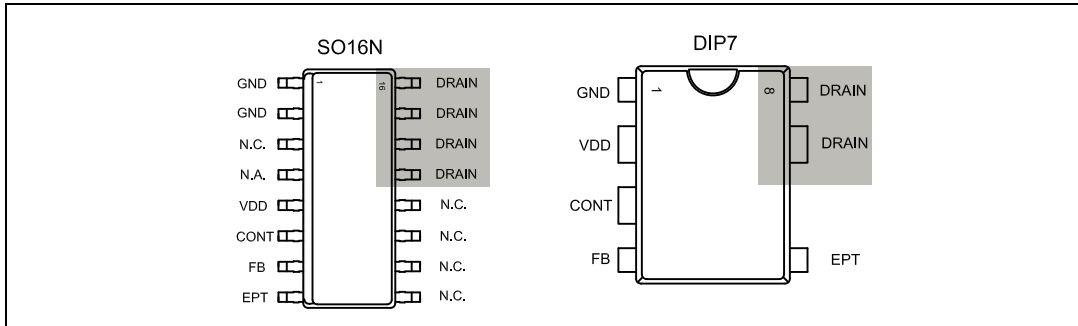 SO16N
GND 1 16 DRAIN
GND DRAIN
N.C. DRAIN
N.A. DRAIN
VDD N.C.
CONT N.C.
FB N.C.
EPT N.C.
DIP7
GND 1 8 DRAIN
VDD DRAIN
CONT
FB EPT